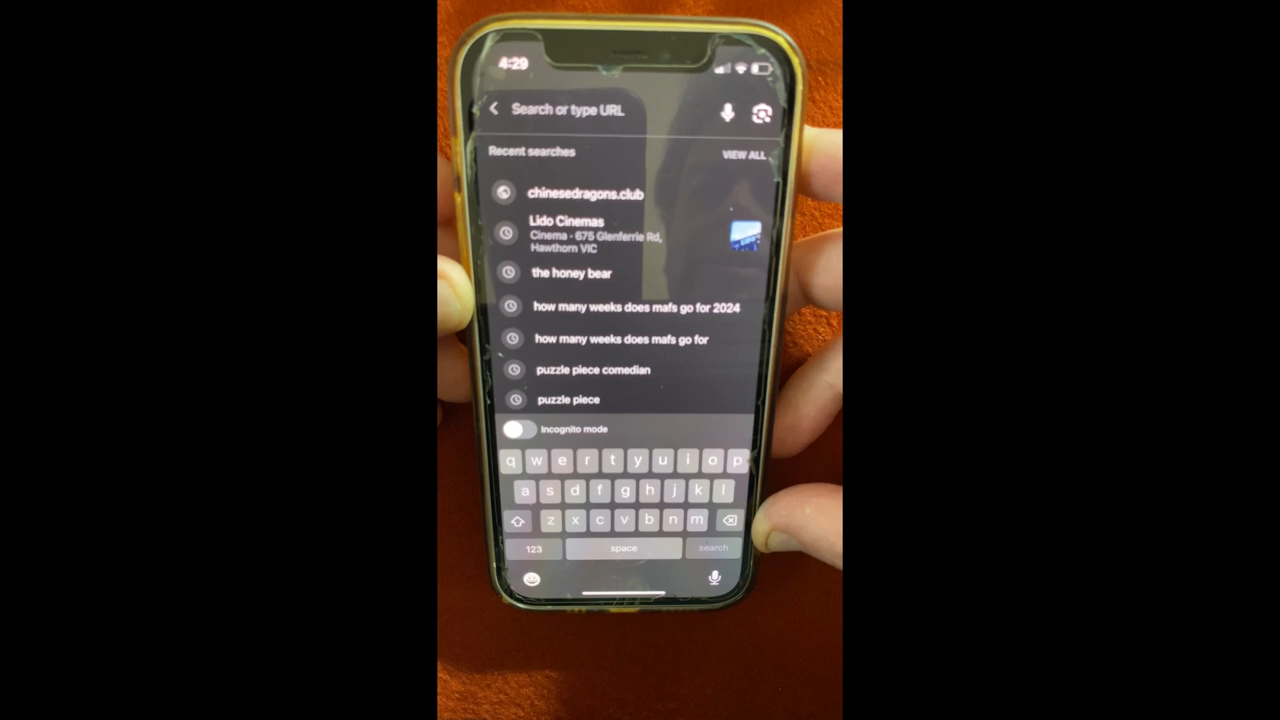 4:29
Search or type URL
Recent searches
VIEW ALL
chinesedragons.club
Lido Cinemas
Cinema · 675 Glenferrie Rd,
Hawthorn VIC
the honey bear
how many weeks does mafs go for 2024
how many weeks does mafs go for
puzzle piece comedian
puzzle piece
Incognito mode
q w e r t y u i o p
a s d f g h j k l
z x c v b n m
123 space search